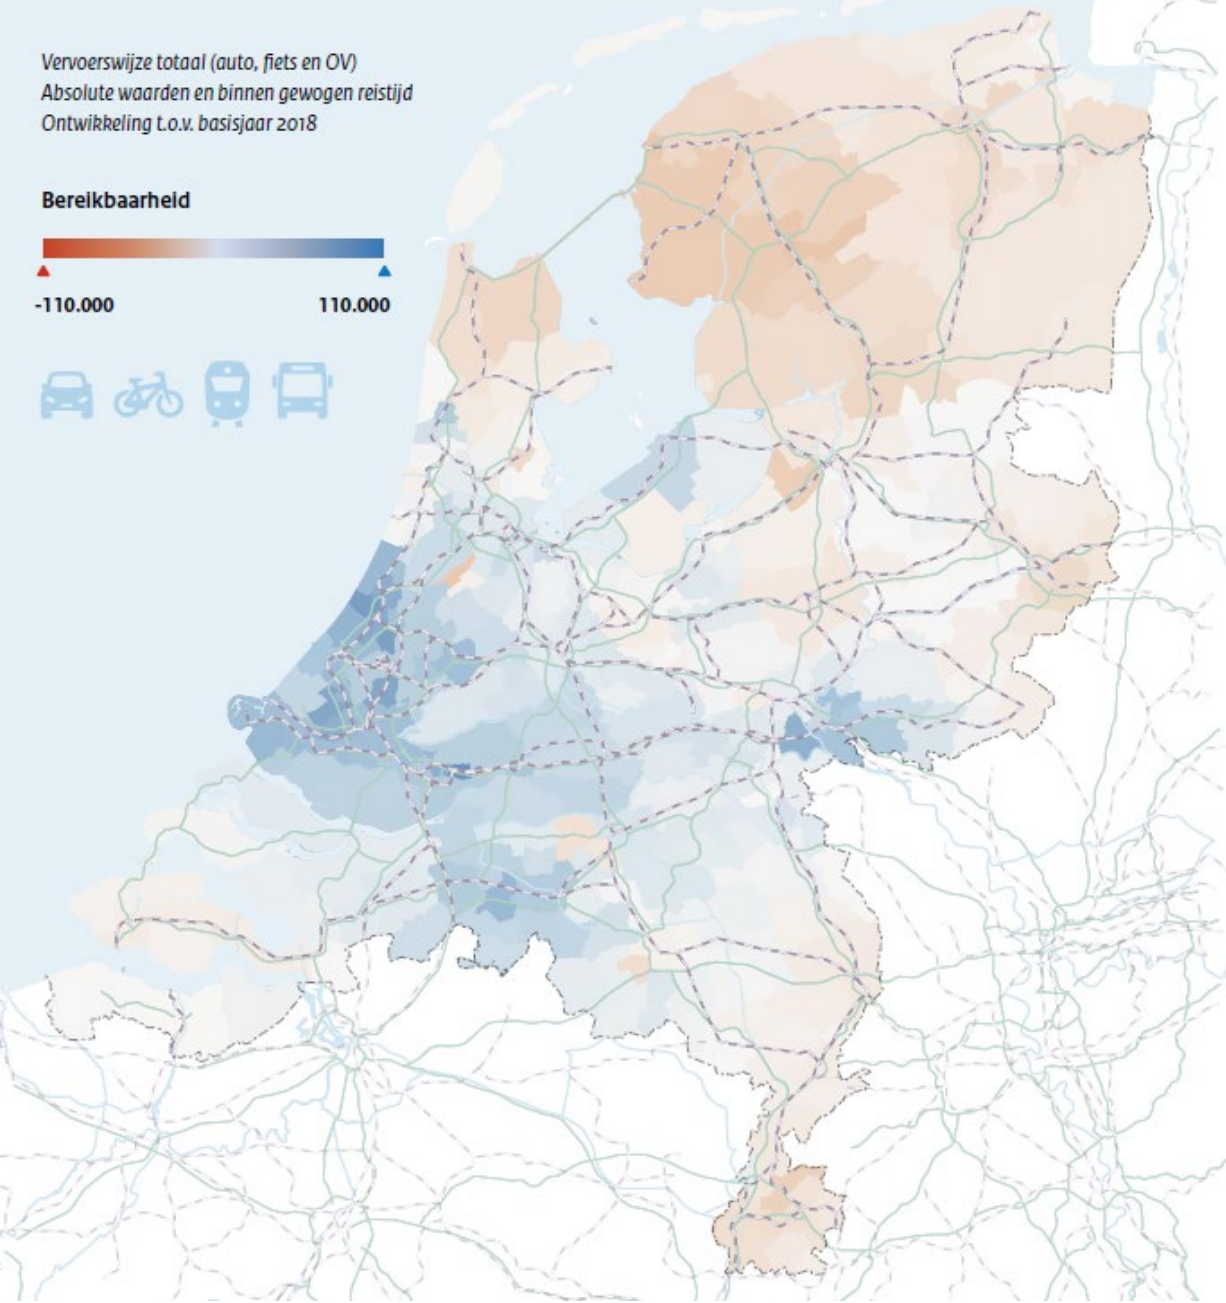 Vervoerswijze totaal (auto, fiets en OV)
Absolute waarden en binnen gewogen reistijd
Ontwikkeling t.o.v. basisjaar 2018
Bereikbaarheid
-110.000 110.000